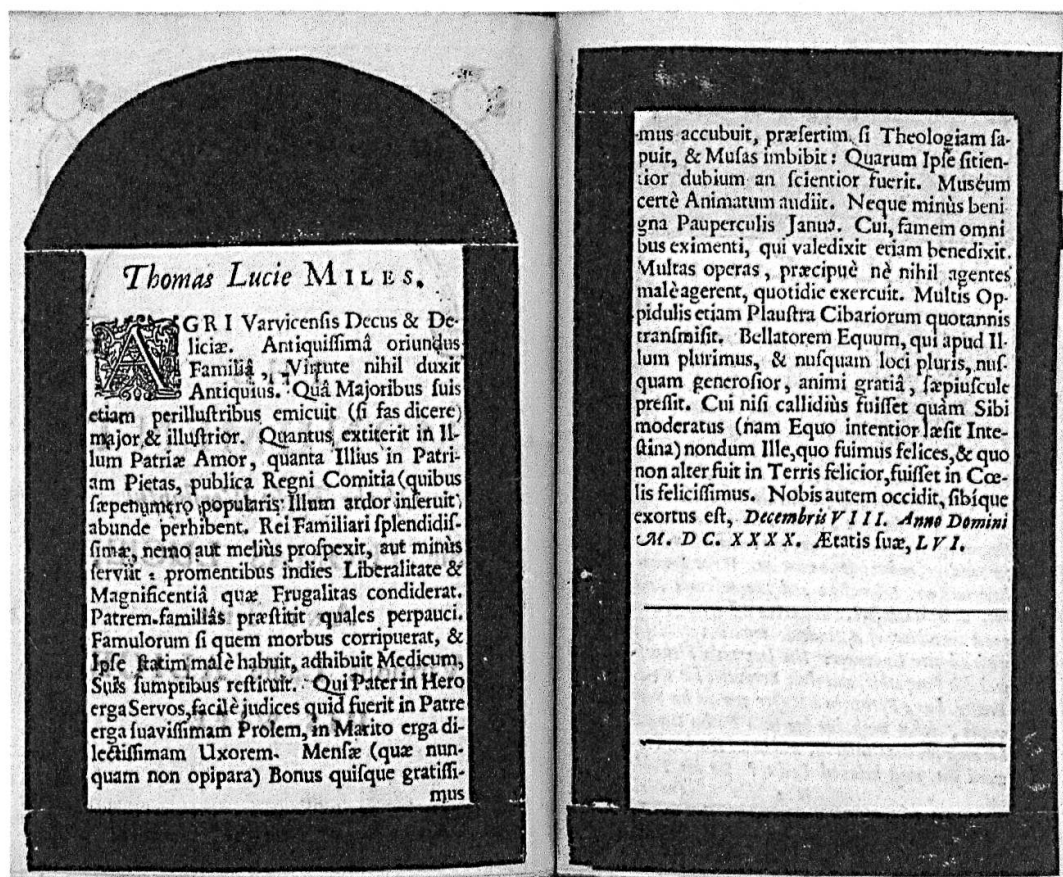 Thomas Lucie MILES.
AGRI Varvicensis Decus & De-
liciæ. Antiquiſſimâ oriundus
Familiâ, Virtute nihil duxit
Antiquius. Quâ Majoribus ſuis
etiam perilluſtribus emicuit (ſi fas dicere)
major & illuſtrior. Quantus extiterit in Il-
lum Patriæ Amor, quanta Illius in Patri-
am Pietas, publica Regni Comitia (quibus
ſæpenumero popularis Illum ardor inſeruit)
abunde perhibent. Rei Familiari ſplendidiſ-
ſimæ, nemo aut meliùs proſpexit, aut minùs
ſerviit: promentibus indies Liberalitate &
Magnificentiâ quæ Frugalitas condiderat.
Patrem-familiâs præſtitit quales perpauci.
Famulorum ſi quem morbus corripuerat, &
Ipſe ſtatim malè habuit, adhibuit Medicum,
Suis ſumptibus reſtituit. Qui Pater in Hero
erga Servos, facilè judices quid fuerit in Patre
erga ſuaviſſimam Prolem, in Marito erga di-
lectiſſimam Uxorem. Menſæ (quæ nun-
quam non opipara) Bonus quiſque gratiſſi-
mus
mus accubuit, præſertim ſi Theologiam ſa-
puit, & Muſas imbibit: Quarum Ipſe ſitien-
tior dubium an ſcientior fuerit. Muséum
certè Animatum audiit. Neque minùs beni
gna Pauperculis Janua. Cui, famem omni
bus eximenti, qui valedixit etiam benedixit.
Multas operas, præcipuè nè nihil agentes
malè agerent, quotidie exercuit. Multis Op-
pidulis etiam Plauſtra Cibariorum quotannis
tranſmiſit. Bellatorem Equum, qui apud Il-
lum plurimus, & nuſquam loci pluris, nuſ-
quam generoſior, animi gratiâ, ſæpiuſcule
preſſit. Cui niſi callidiùs fuiſſet quàm Sibi
moderatus (nam Equo intentior læſit Inte-
ſtina) nondum Ille, quo fuimus felices, & quo
non alter fuit in Terris felicior, fuiſſet in Cœ-
lis feliciſſimus. Nobis autem occidit, ſibíque
exortus eſt, Decembris VIII. Anno Domini
M. DC. XXXX. Ætatis ſuæ, LVI.